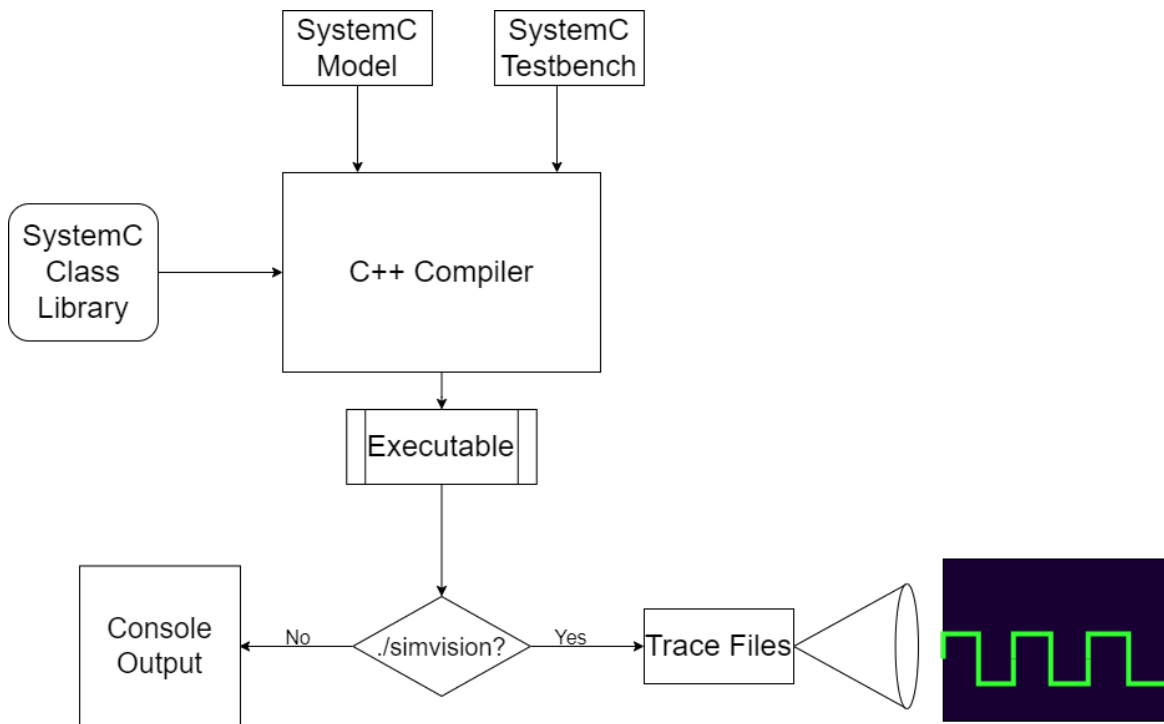 SystemC
Model
SystemC
Testbench
SystemC
Class
Library
C++ Compiler
Executable
Console
Output
No
./simvision?
Yes
Trace Files